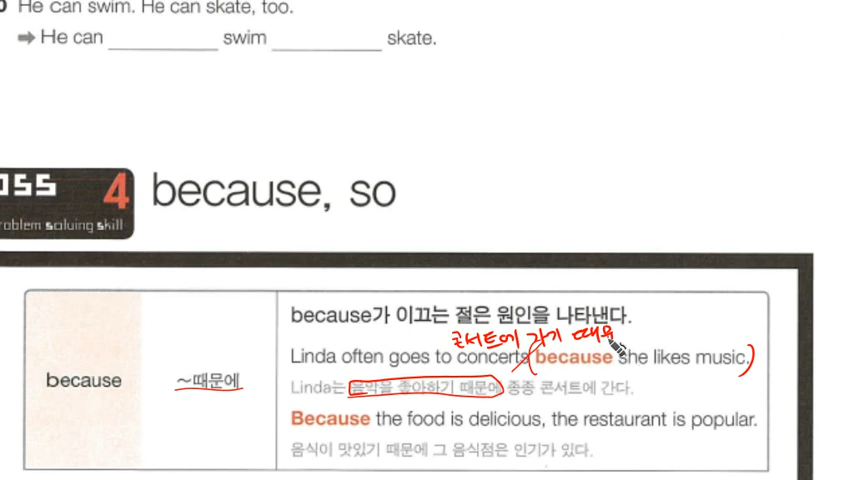 He can swim. He can skate, too.
➡ He can __________ swim __________ skate.
oss 4 because, so
roblem solving skill
because
~때문에
because가 이끄는 절은 원인을 나타낸다.
콘서트에 가기 때문
Linda often goes to concerts because she likes music.
Linda는 음악을 좋아하기 때문에 종종 콘서트에 간다.
Because the food is delicious, the restaurant is popular.
음식이 맛있기 때문에 그 음식점은 인기가 있다.